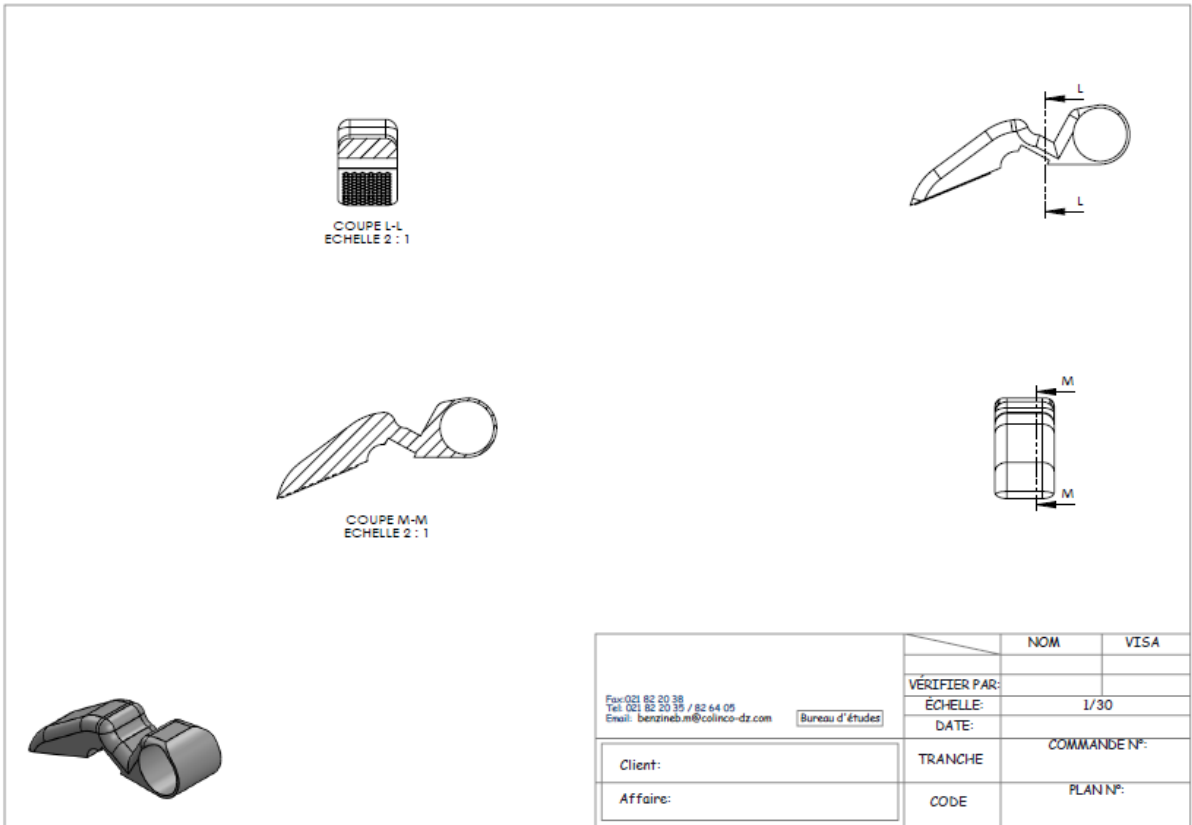 L
L
COUPE L-L
ECHELLE 2 : 1
M
M
COUPE M-M
ECHELLE 2 : 1
NOM
VISA
VÉRIFIER PAR:
Fax:021 82 20 38
Tel: 021 82 20 35 / 82 64 05
Email: benzineb.m@colinco-dz.com
Bureau d'études
ÉCHELLE:
1/30
DATE:
Client:
TRANCHE
COMMANDE N°:
Affaire:
CODE
PLAN N°: